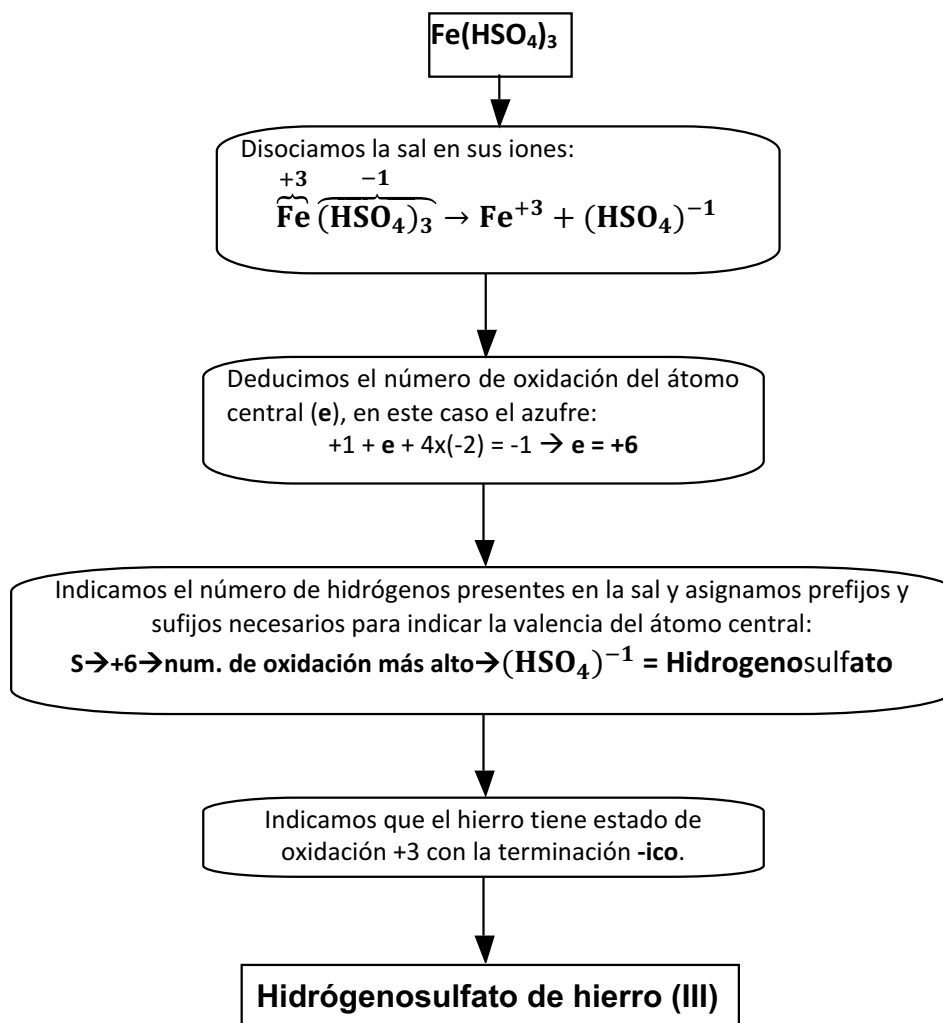 Fe(HSO₄)₃
Disociamos la sal en sus iones:
+3 −1
Fe (HSO₄)₃ → Fe⁺³ + (HSO₄)⁻¹
Deducimos el número de oxidación del átomo
central (e), en este caso el azufre:
+1 + e + 4x(-2) = -1 → e = +6
Indicamos el número de hidrógenos presentes en la sal y asignamos prefijos y
sufijos necesarios para indicar la valencia del átomo central:
S→+6→num. de oxidación más alto→(HSO₄)⁻¹ = Hidrogenosulfato
Indicamos que el hierro tiene estado de
oxidación +3 con la terminación -ico.
Hidrógenosulfato de hierro (III)